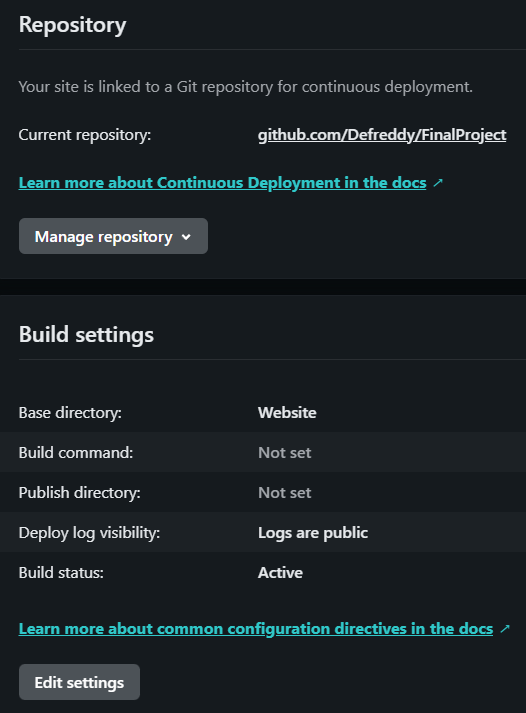 Repository
Your site is linked to a Git repository for continuous deployment.
Current repository: github.com/Defreddy/FinalProject
Learn more about Continuous Deployment in the docs ↗
Manage repository
Build settings
Base directory: Website
Build command: Not set
Publish directory: Not set
Deploy log visibility: Logs are public
Build status: Active
Learn more about common configuration directives in the docs ↗
Edit settings